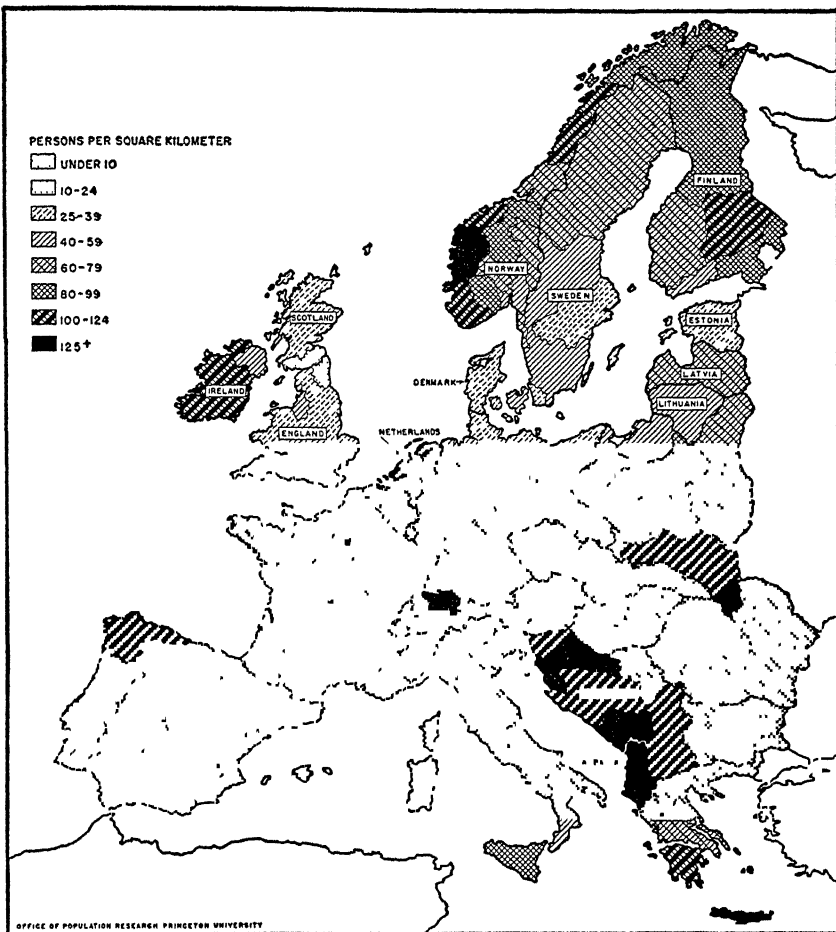 PERSONS PER SQUARE KILOMETER
UNDER 10
10-24
25-39
40-59
60-79
80-99
100-124
125+
FINLAND
NORWAY
SWEDEN
SCOTLAND
ESTONIA
LATVIA
DENMARK
IRELAND
LITHUANIA
NETHERLANDS
ENGLAND
OFFICE OF POPULATION RESEARCH PRINCETON UNIVERSITY